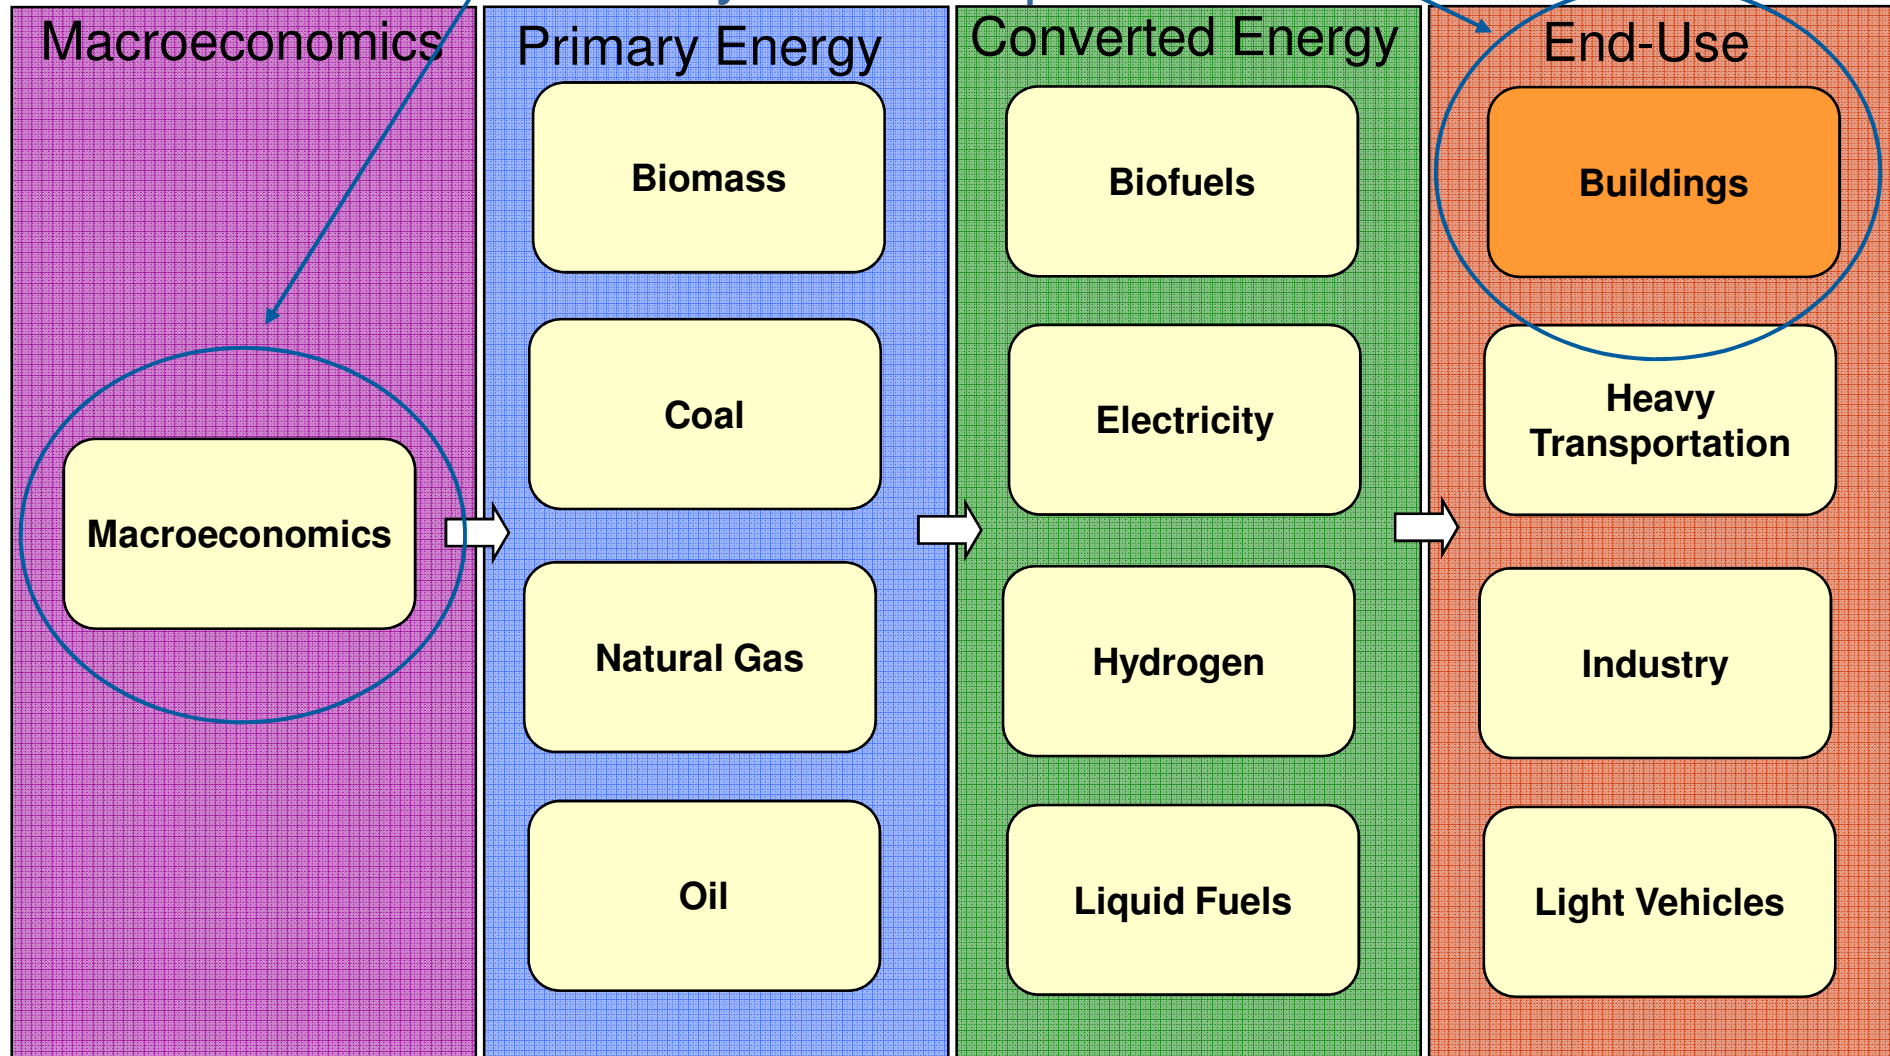 Macroeconomics
Primary Energy
Converted Energy
End-Use
Macroeconomics
Biomass
Coal
Natural Gas
Oil
Biofuels
Electricity
Hydrogen
Liquid Fuels
Buildings
Heavy
Transportation
Industry
Light Vehicles